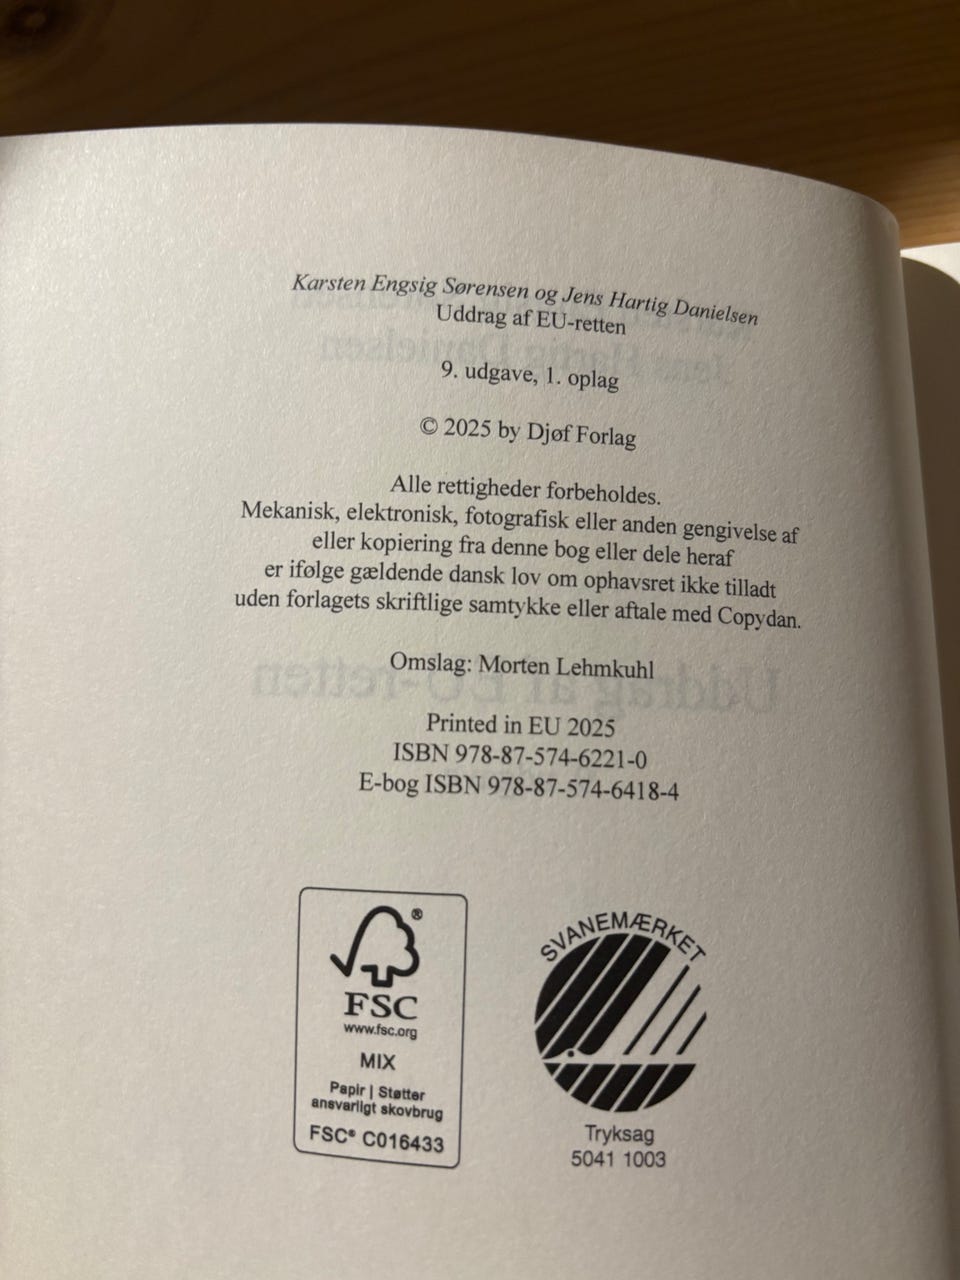 Karsten Engsig Sørensen og Jens Hartig Danielsen
Uddrag af EU-retten
9. udgave, 1. oplag
© 2025 by Djøf Forlag
Alle rettigheder forbeholdes.
Mekanisk, elektronisk, fotografisk eller anden gengivelse af
eller kopiering fra denne bog eller dele heraf
er ifølge gældende dansk lov om ophavsret ikke tilladt
uden forlagets skriftlige samtykke eller aftale med Copydan.
Omslag: Morten Lehmkuhl
Printed in EU 2025
ISBN 978-87-574-6221-0
E-bog ISBN 978-87-574-6418-4
®
FSC
www.fsc.org
MIX
Papir | Støtter
ansvarligt skovbrug
FSC® C016433
SVANEMÆRKET
Tryksag
5041 1003